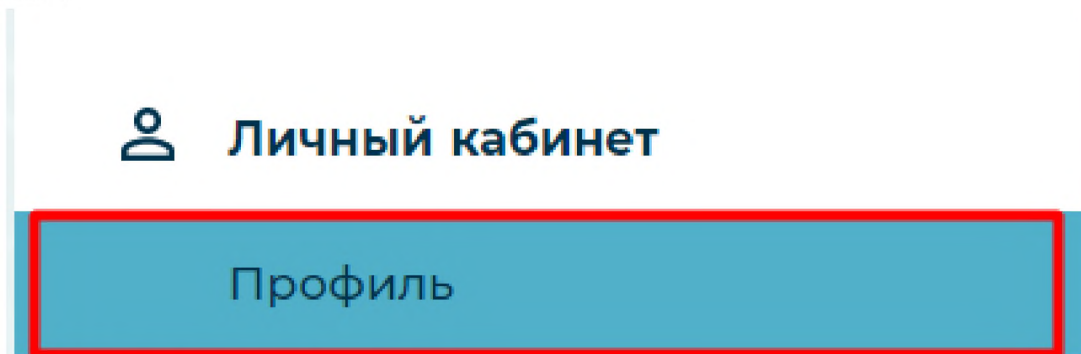 Личный кабинет
Профиль